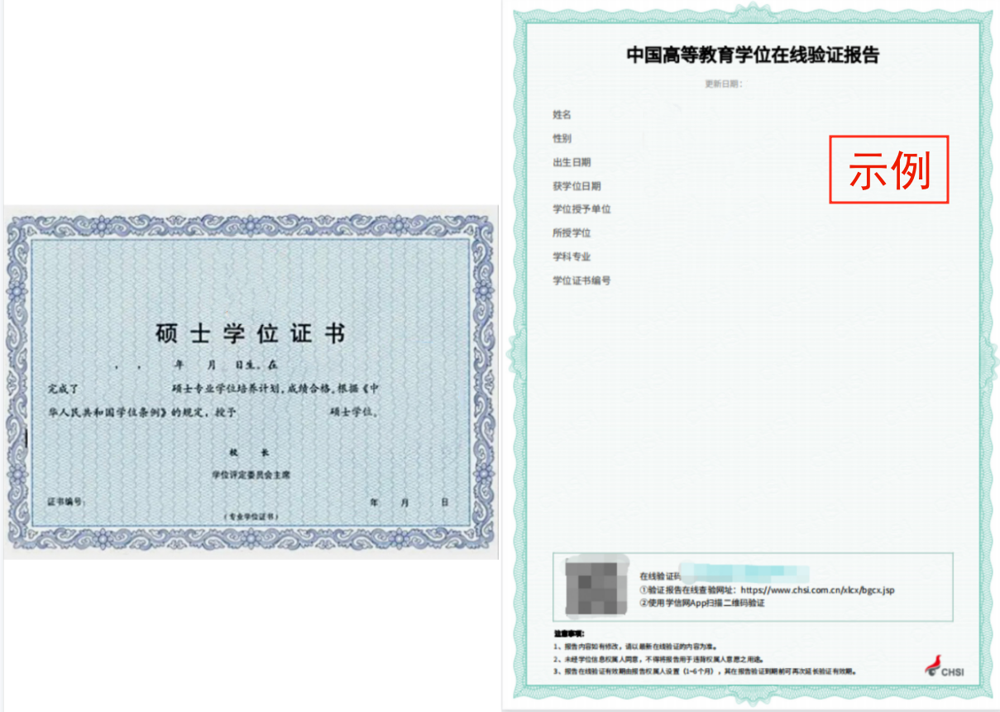 硕士学位证书
， ， 年 月 日生。在
完成了 硕士专业学位培养计划，成绩合格。根据《中
华人民共和国学位条例》的规定，授予 硕士学位。
校 长
学位评定委员会主席
证书编号： 年 月 日
（专业学位证书）
中国高等教育学位在线验证报告
更新日期：
姓名
性别
出生日期
获学位日期
学位授予单位
所授学位
学科专业
学位证书编号
示例
在线验证码
①验证报告在线查验网址：https://www.chsi.com.cn/xlcx/bgcx.jsp
②使用学信网App扫描二维码验证
注意事项：
1、报告内容如有修改，请以最新在线验证的内容为准。
2、未经学位信息权属人同意，不得将报告用于违背权属人意愿之用途。
3、报告在线验证有效期由报告权属人设置（1~6个月），其在报告验证到期前可再次延长验证有效期。
CHSI